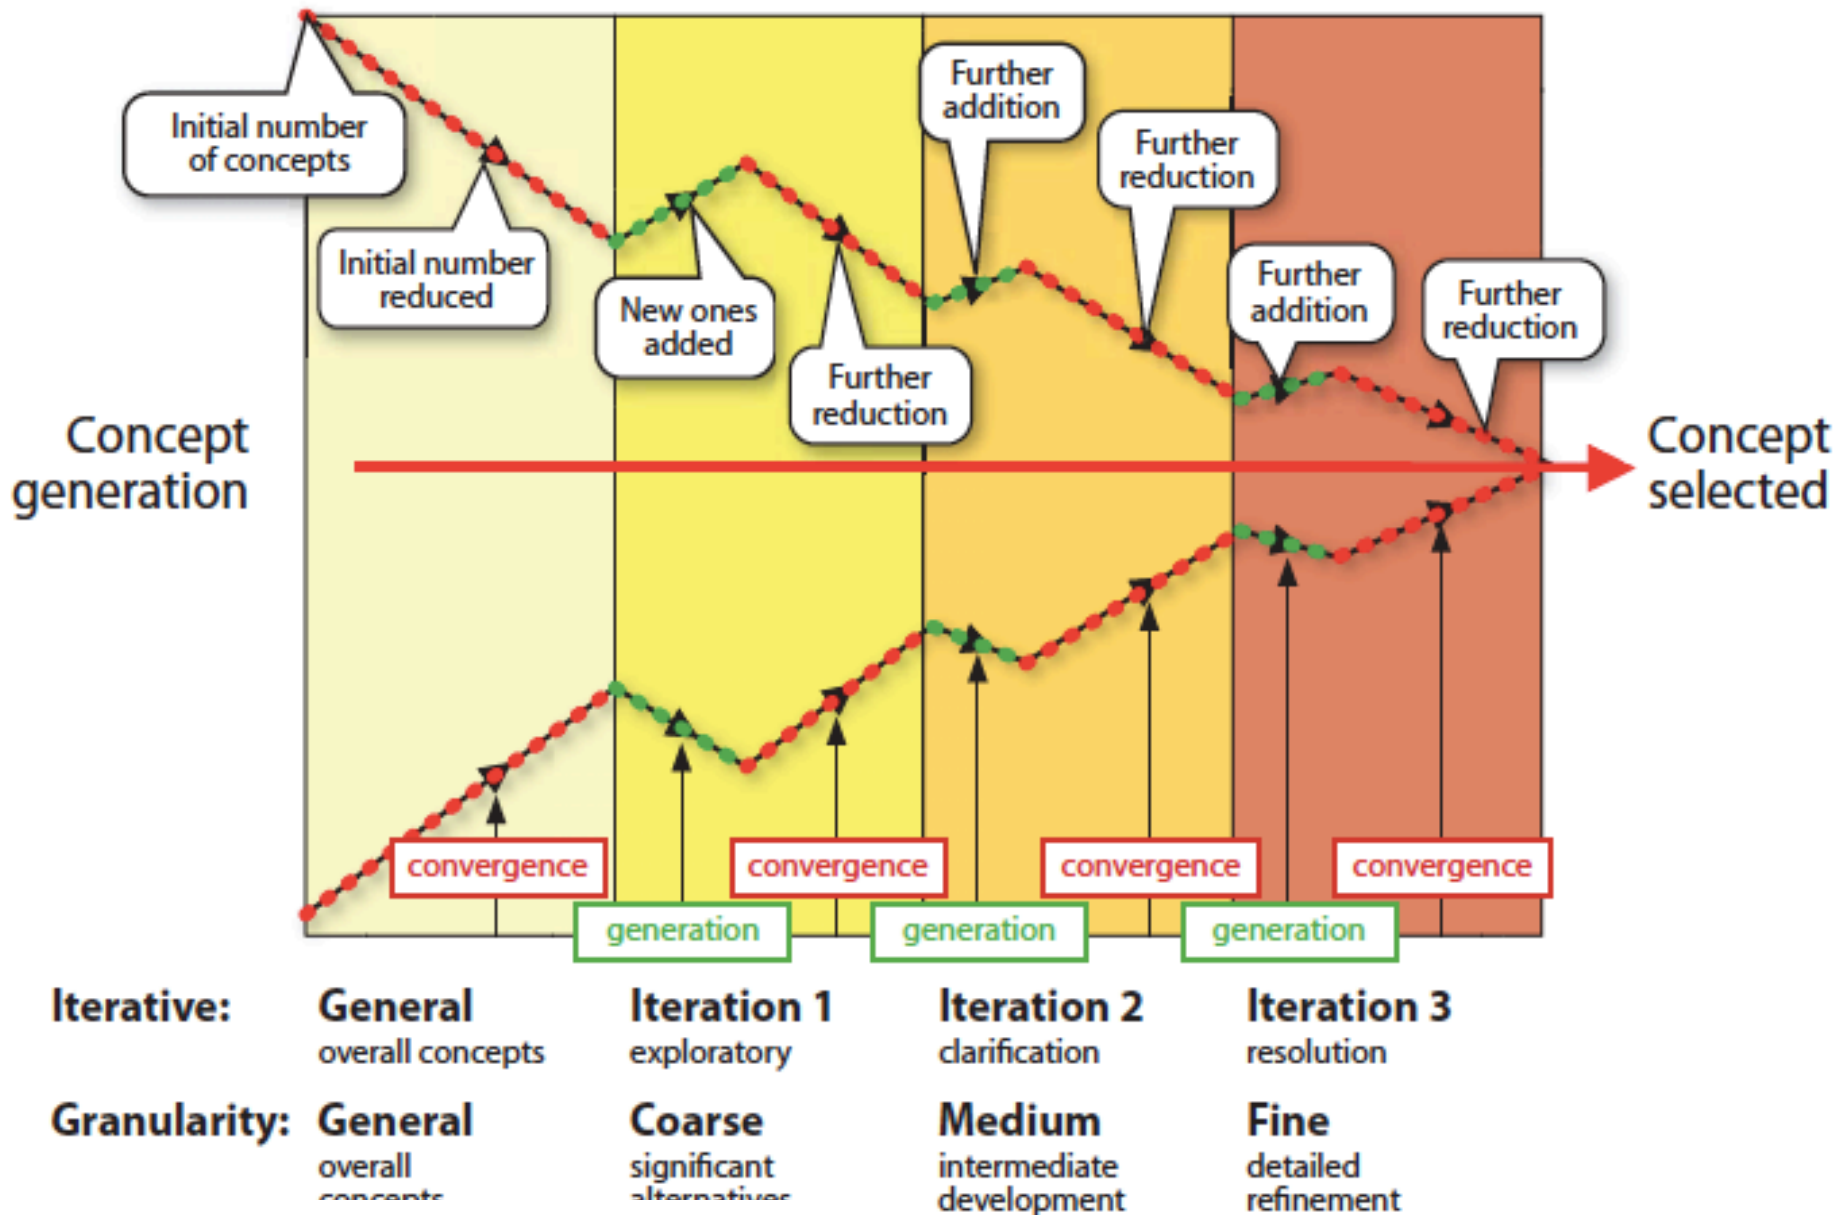 Initial number
of concepts
Initial number
reduced
New ones
added
Further
reduction
Further
addition
Further
reduction
Further
addition
Further
reduction
Concept
generation
Concept
selected
convergence
convergence
convergence
convergence
generation
generation
generation
Iterative: General Iteration 1 Iteration 2 Iteration 3
overall concepts exploratory clarification resolution
Granularity: General Coarse Medium Fine
overall significant intermediate detailed
concepts alternatives development refinement